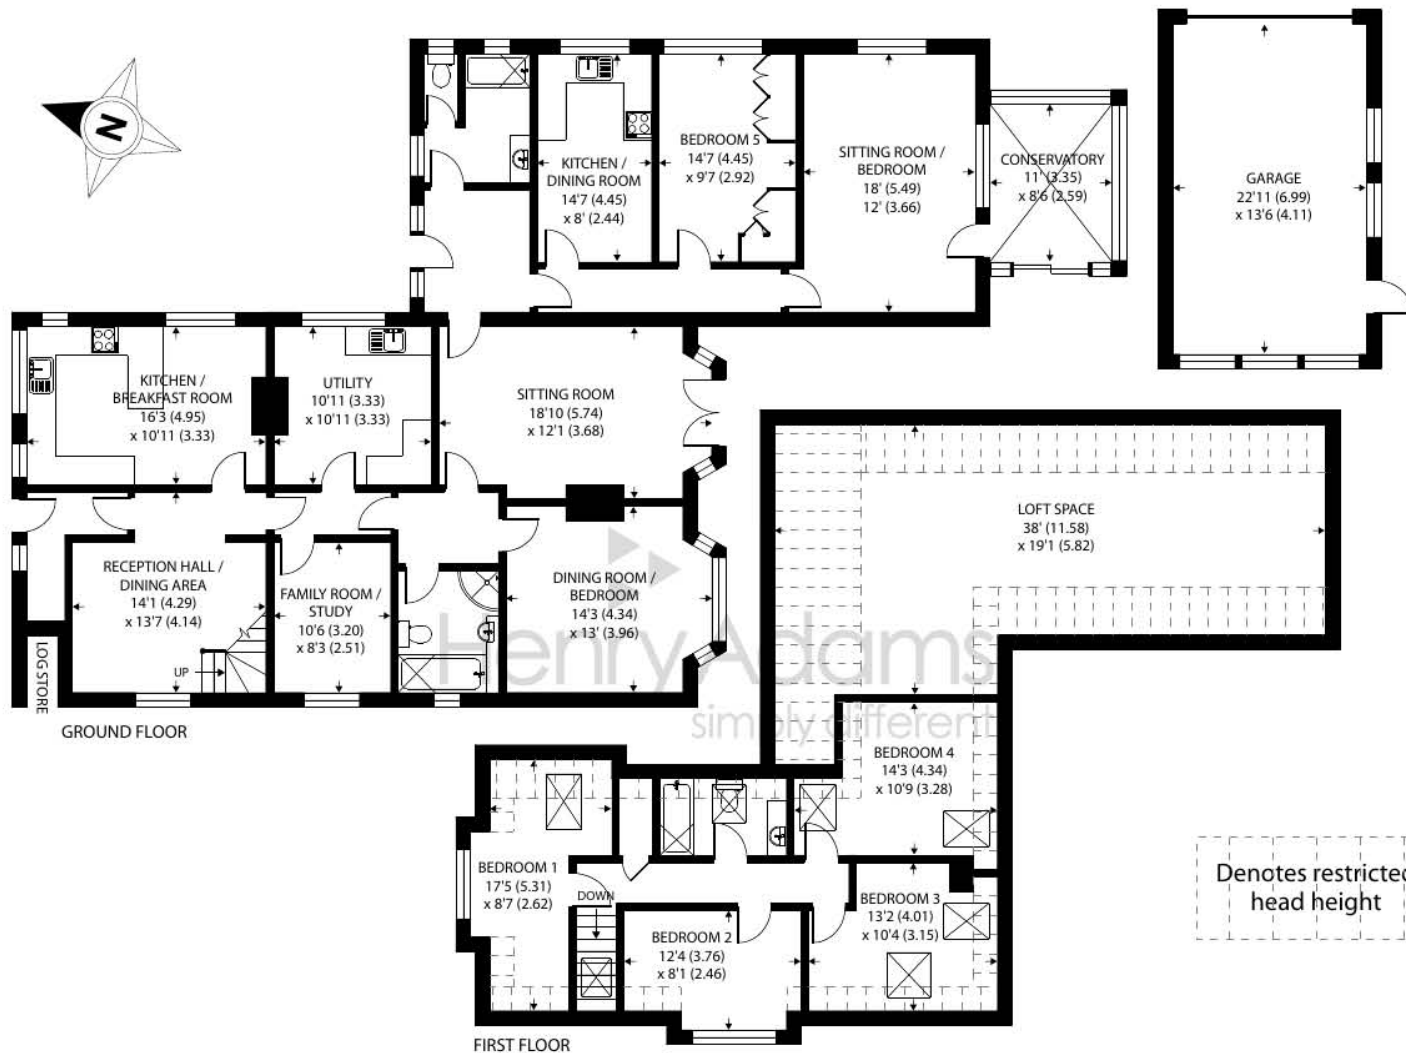 N
KITCHEN /
DINING ROOM
14'7 (4.45)
x 8' (2.44)
BEDROOM 5
14'7 (4.45)
x 9'7 (2.92)
SITTING ROOM /
BEDROOM
18' (5.49)
12' (3.66)
CONSERVATORY
11' (3.35)
x 8'6 (2.59)
GARAGE
22'11 (6.99)
x 13'6 (4.11)
KITCHEN /
BREAKFAST ROOM
16'3 (4.95)
x 10'11 (3.33)
UTILITY
10'11 (3.33)
x 10'11 (3.33)
SITTING ROOM
18'10 (5.74)
x 12'1 (3.68)
RECEPTION HALL /
DINING AREA
14'1 (4.29)
x 13'7 (4.14)
UP
FAMILY ROOM /
STUDY
10'6 (3.20)
x 8'3 (2.51)
DINING ROOM /
BEDROOM
14'3 (4.34)
x 13' (3.96)
LOG STORE
GROUND FLOOR
Henry Adams
simply different
LOFT SPACE
38' (11.58)
x 19'1 (5.82)
BEDROOM 4
14'3 (4.34)
x 10'9 (3.28)
BEDROOM 1
17'5 (5.31)
x 8'7 (2.62)
DOWN
BEDROOM 2
12'4 (3.76)
x 8'1 (2.46)
BEDROOM 3
13'2 (4.01)
x 10'4 (3.15)
Denotes restricted
head height
FIRST FLOOR